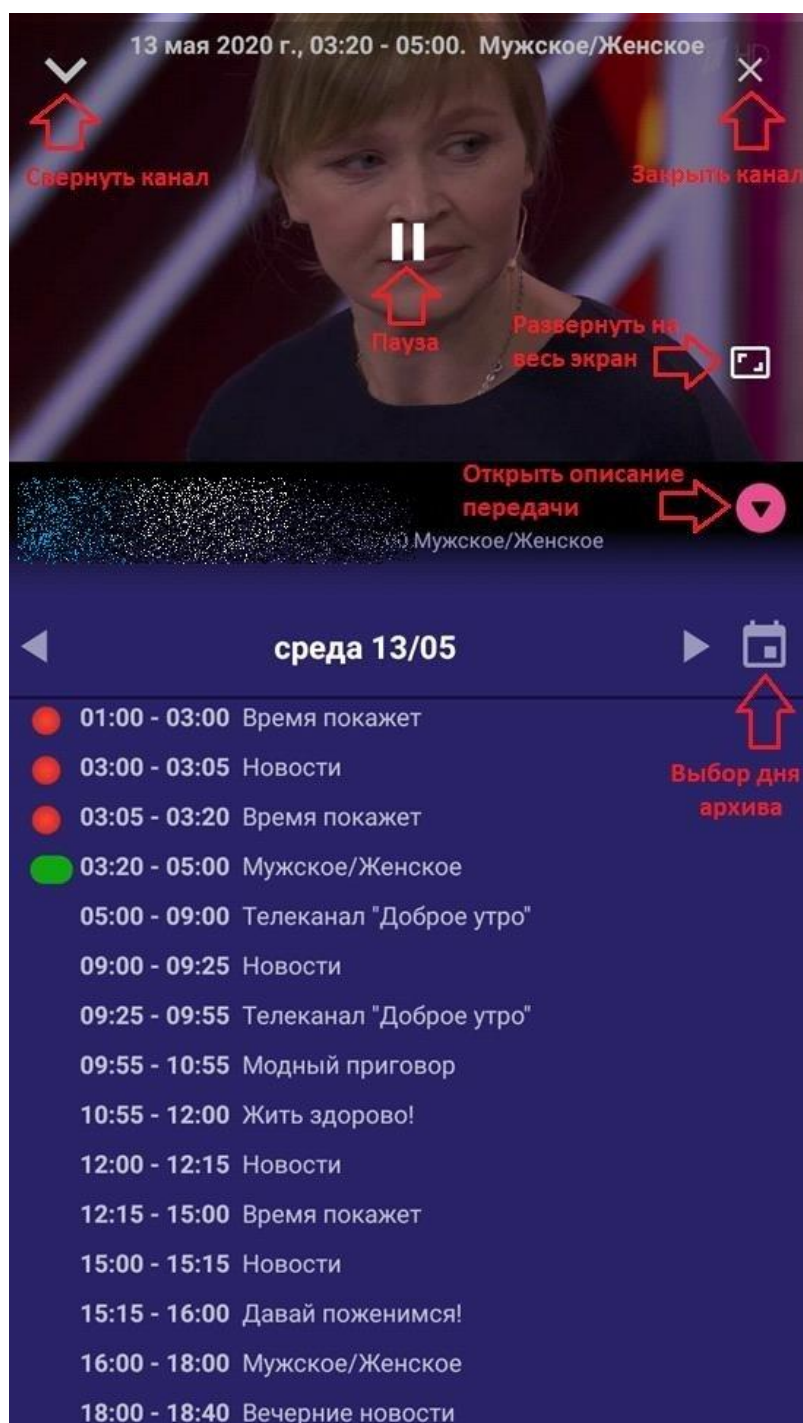 13 мая 2020 г., 03:20 - 05:00. Мужское/Женское
HD
Свернуть канал
Закрыть канал
Пауза
Развернуть на
весь экран
Открыть описание
передачи
Мужское/Женское
среда 13/05
Выбор дня
архива
01:00 - 03:00 Время покажет
03:00 - 03:05 Новости
03:05 - 03:20 Время покажет
03:20 - 05:00 Мужское/Женское
05:00 - 09:00 Телеканал "Доброе утро"
09:00 - 09:25 Новости
09:25 - 09:55 Телеканал "Доброе утро"
09:55 - 10:55 Модный приговор
10:55 - 12:00 Жить здорово!
12:00 - 12:15 Новости
12:15 - 15:00 Время покажет
15:00 - 15:15 Новости
15:15 - 16:00 Давай поженимся!
16:00 - 18:00 Мужское/Женское
18:00 - 18:40 Вечерние новости